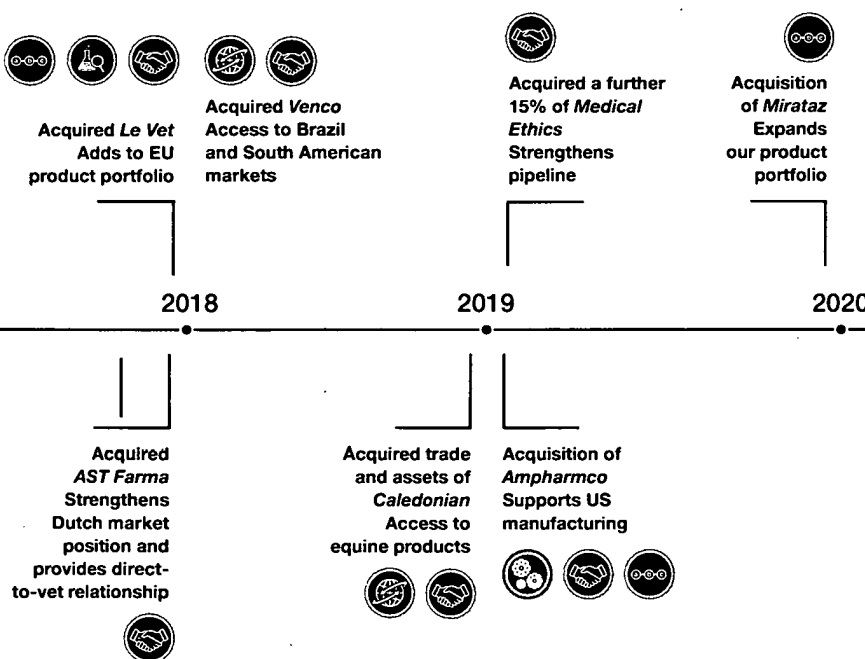 Acquired Le Vet
Adds to EU
product portfolio
Acquired Venco
Access to Brazil
and South American
markets
Acquired a further
15% of Medical
Ethics
Strengthens
pipeline
Acquisition
of Mirataz
Expands
our product
portfolio
2018
2019
2020
Acquired
AST Farma
Strengthens
Dutch market
position and
provides direct-
to-vet relationship
Acquired trade
and assets of
Caledonian
Access to
equine products
Acquisition of
Ampharmco
Supports US
manufacturing